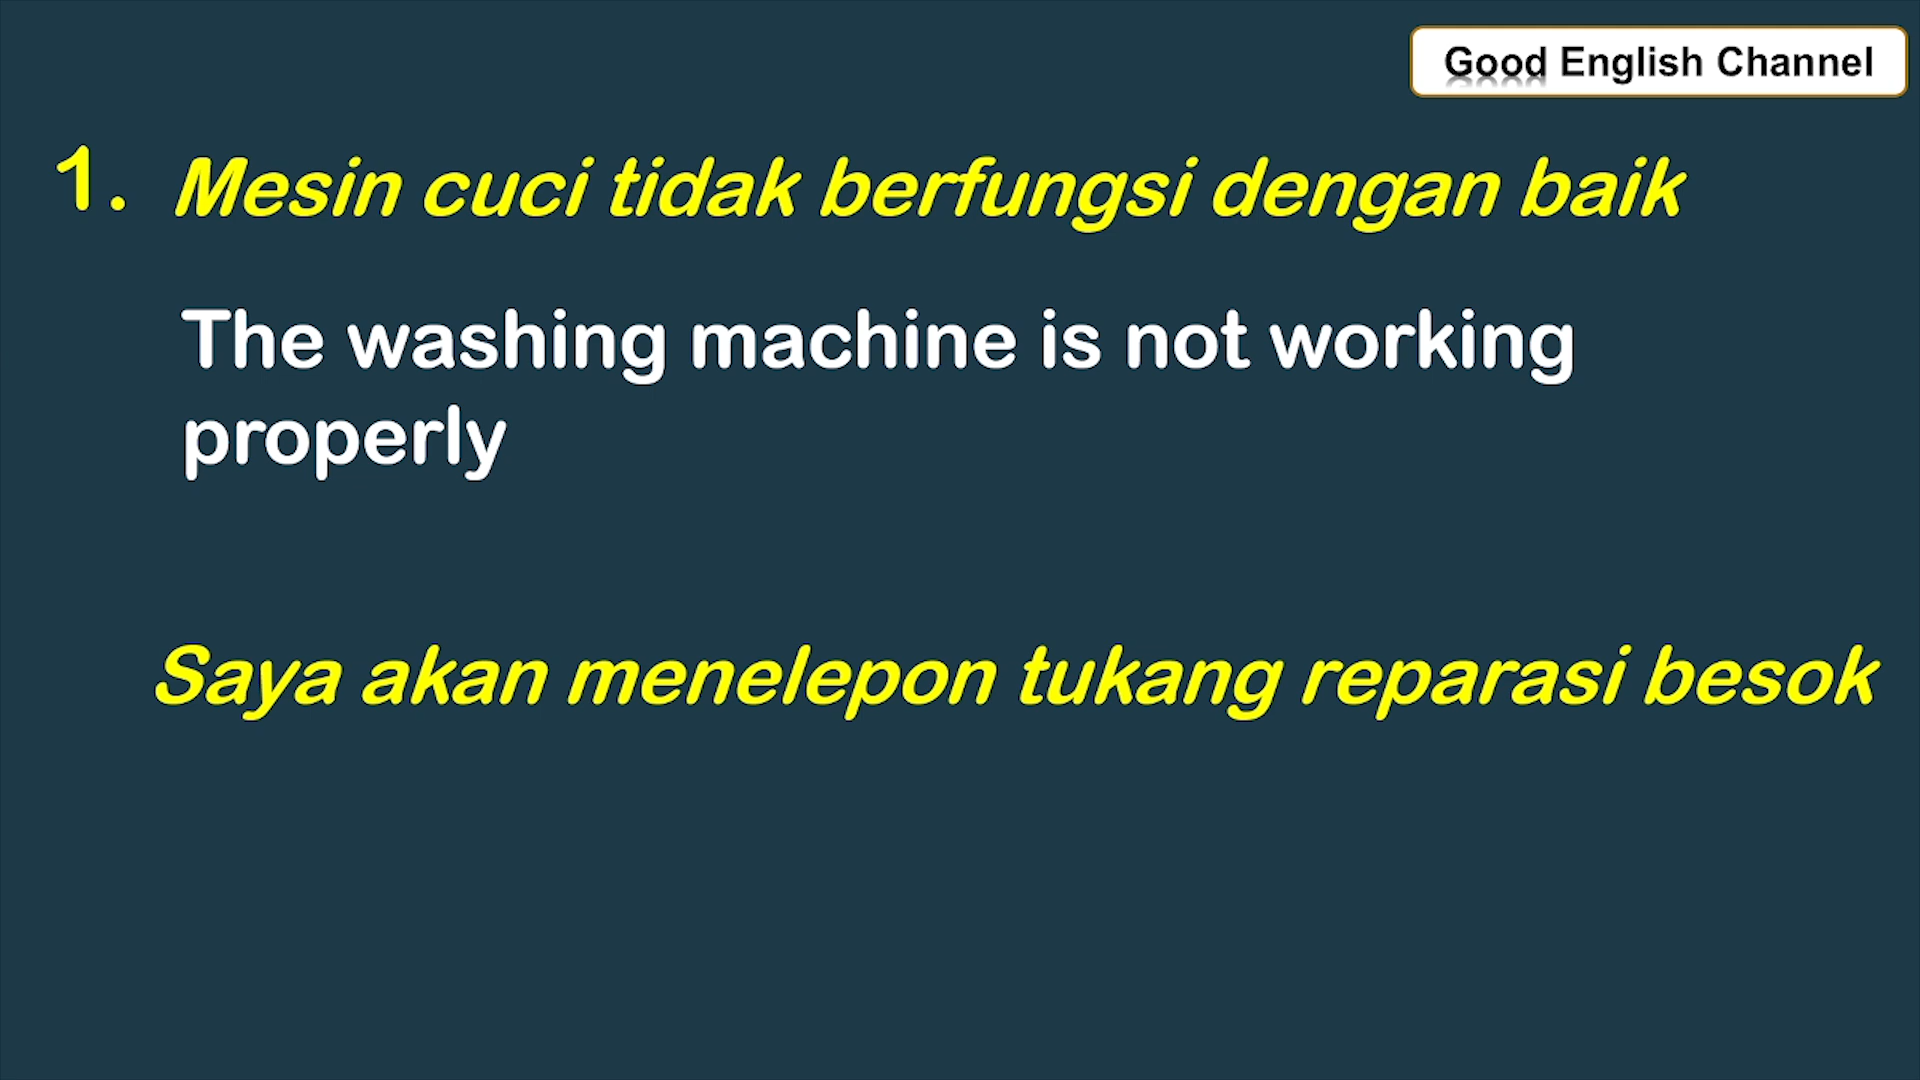 Good English Channel
1. Mesin cuci tidak berfungsi dengan baik
The washing machine is not working
properly
Saya akan menelepon tukang reparasi besok